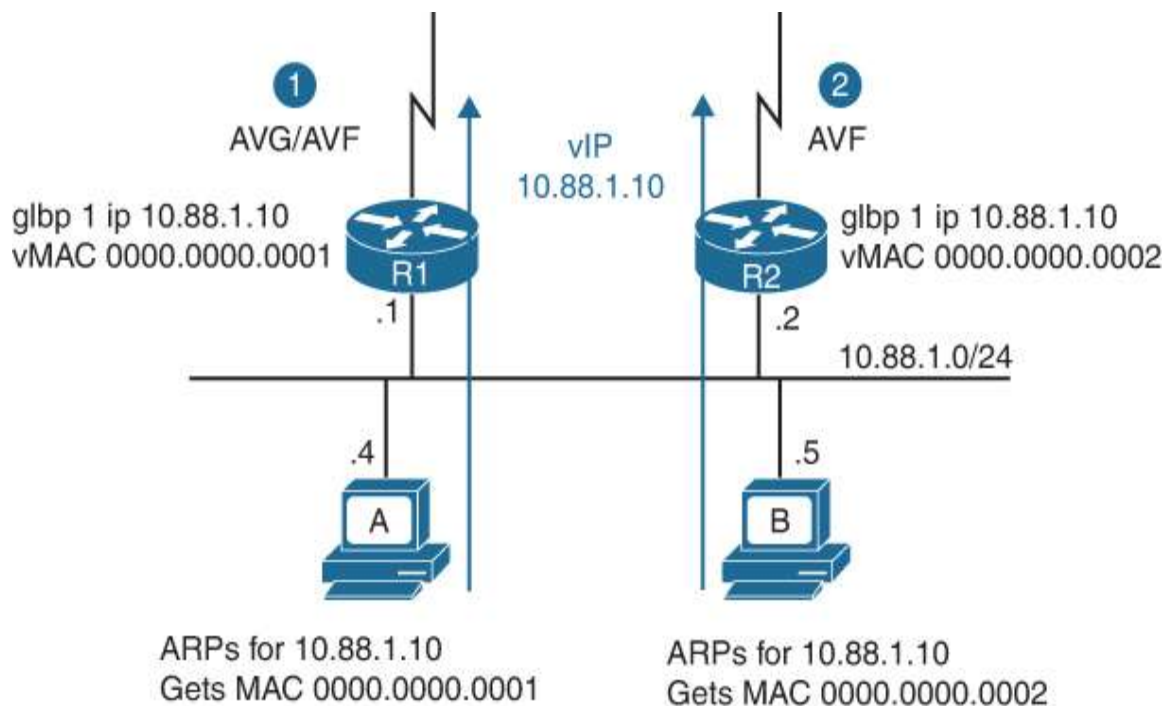 1
AVG/AVF
2
AVF
vIP
10.88.1.10
glbp 1 ip 10.88.1.10
vMAC 0000.0000.0001
R1
glbp 1 ip 10.88.1.10
vMAC 0000.0000.0002
R2
.1
.2
10.88.1.0/24
.4
.5
A
B
ARPs for 10.88.1.10
Gets MAC 0000.0000.0001
ARPs for 10.88.1.10
Gets MAC 0000.0000.0002